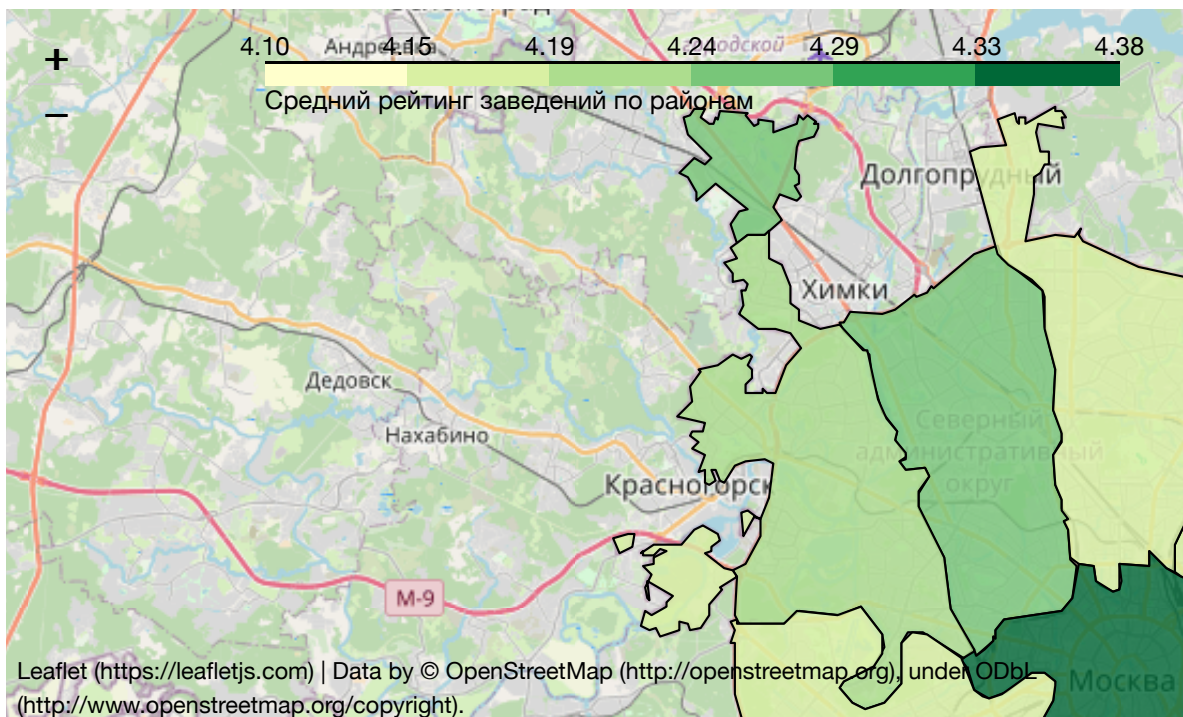 +
4.10 Андреевка 4.15 4.19 4.24 4.29 4.33 4.38
Средний рейтинг заведений по районам
−
Долгопрудный
Химки
Дедовск
Нахабино
Северный
административный
округ
Красногорск
М-9
Москва
Leaflet (https://leafletjs.com) | Data by © OpenStreetMap (http://openstreetmap.org), under ODbL
(http://www.openstreetmap.org/copyright).